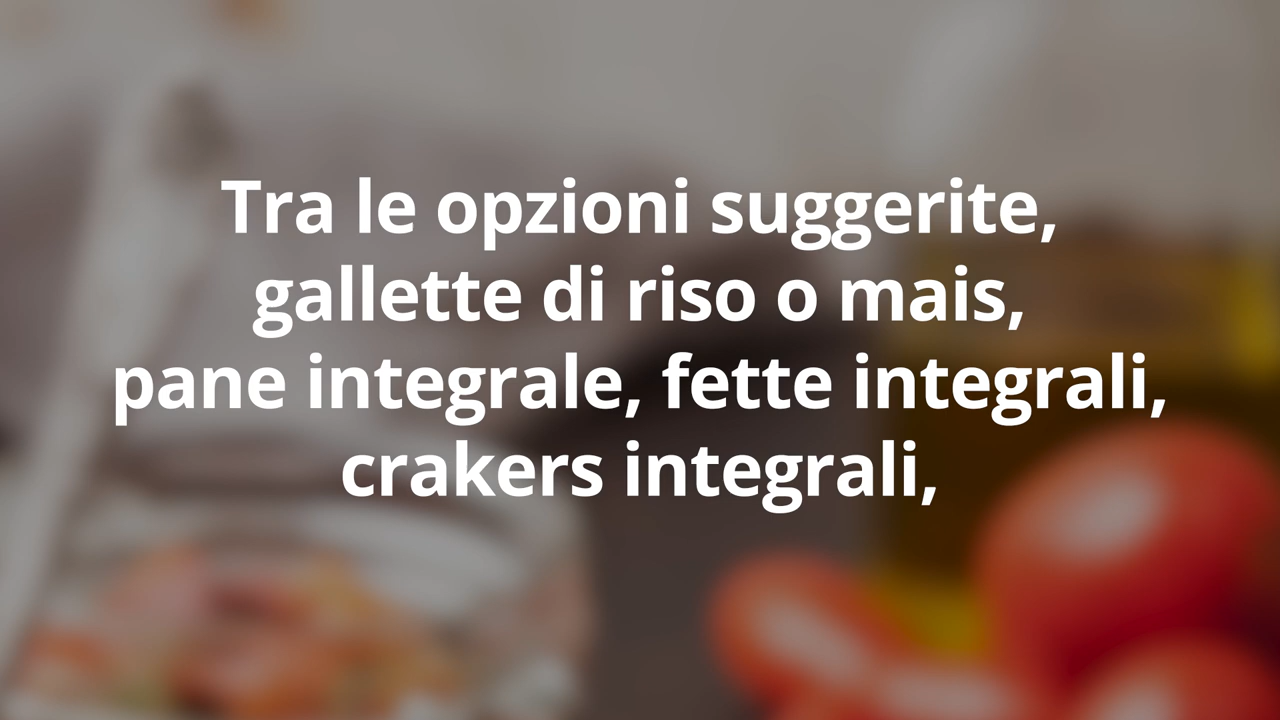 Tra le opzioni suggerite,
gallette di riso o mais,
pane integrale, fette integrali,
crakers integrali,